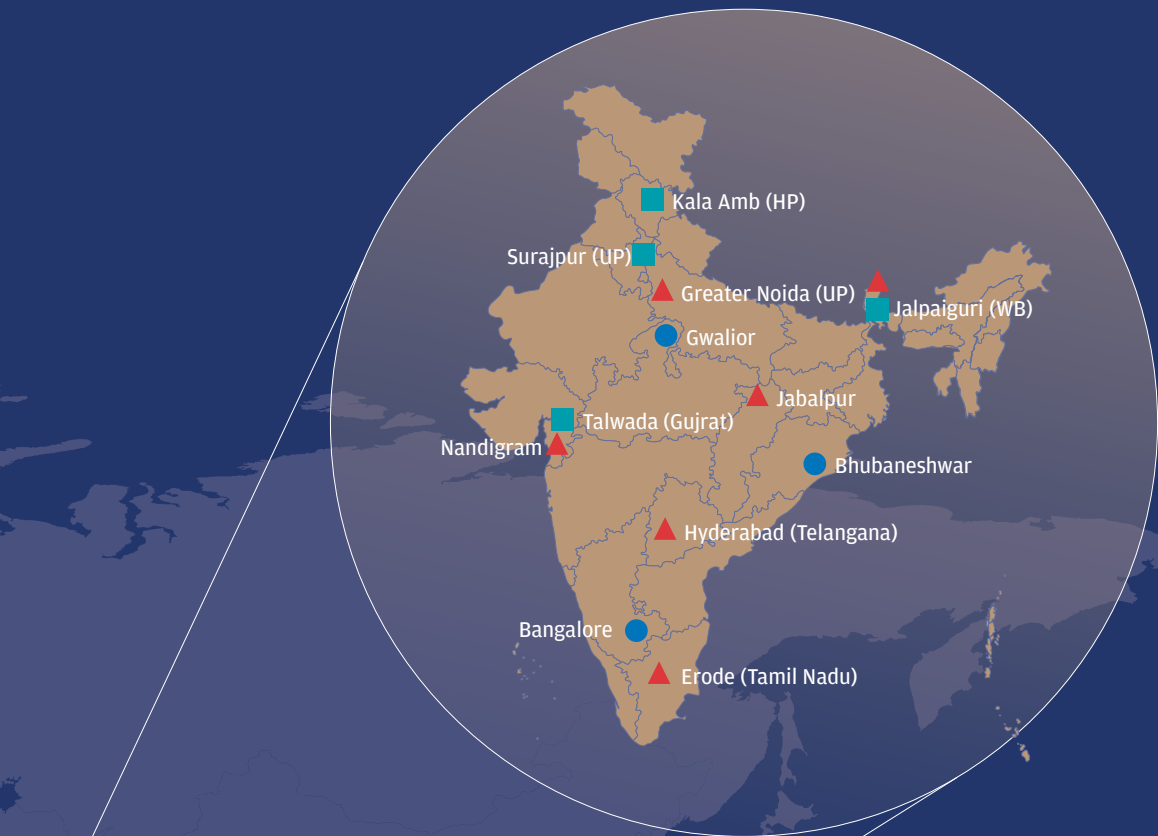 Kala Amb (HP)
Surajpur (UP)
Greater Noida (UP)
Jalpaiguri (WB)
Gwalior
Jabalpur
Talwada (Gujrat)
Nandigram
Bhubaneshwar
Hyderabad (Telangana)
Bangalore
Erode (Tamil Nadu)